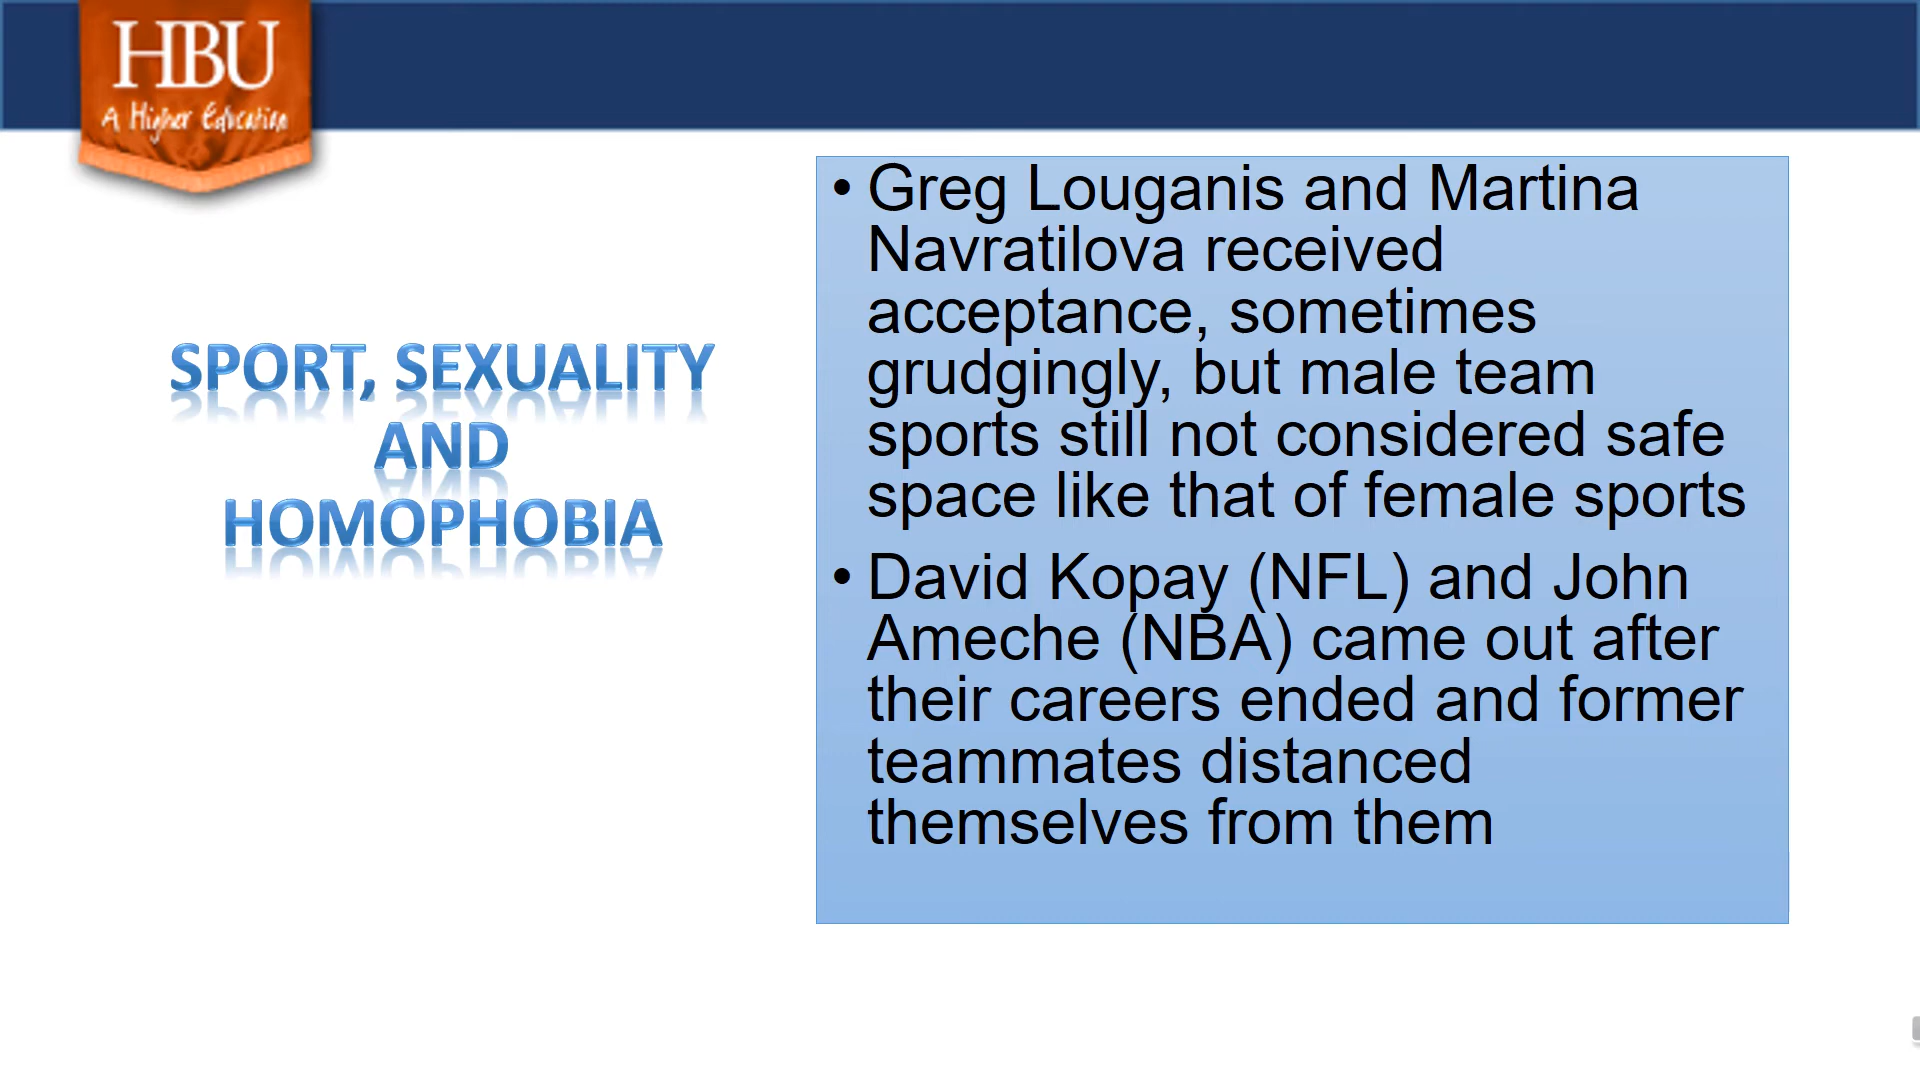 HBU
A Higher Education
SPORT, SEXUALITY
AND
HOMOPHOBIA
• Greg Louganis and Martina
Navratilova received
acceptance, sometimes
grudgingly, but male team
sports still not considered safe
space like that of female sports
• David Kopay (NFL) and John
Ameche (NBA) came out after
their careers ended and former
teammates distanced
themselves from them